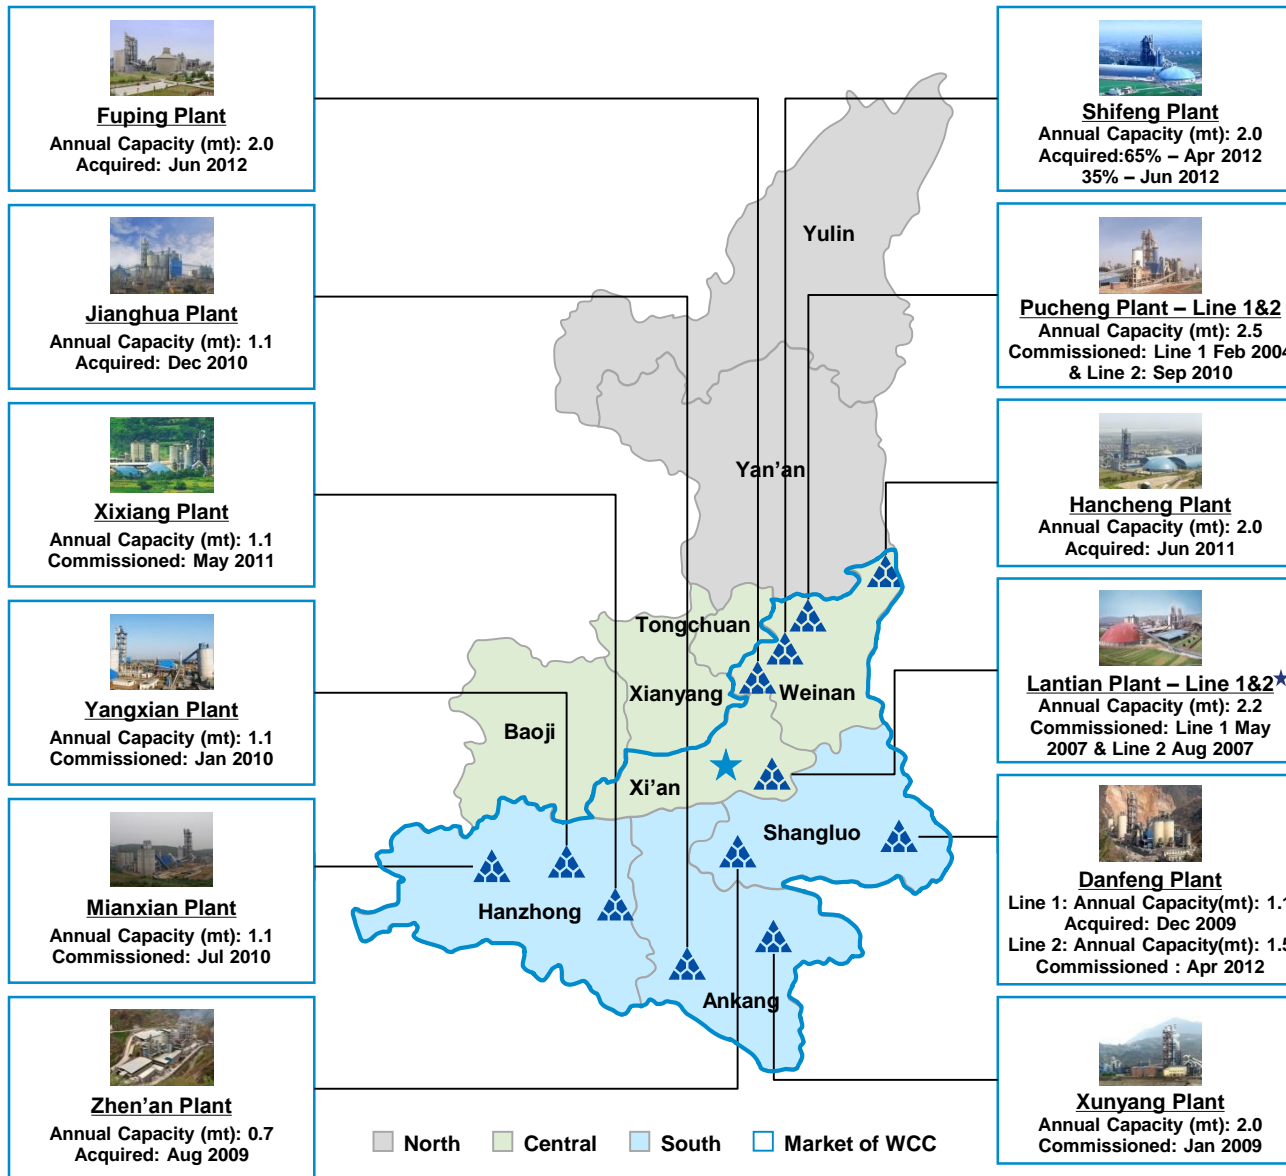 Fuping Plant
Annual Capacity (mt): 2.0
Acquired: Jun 2012
Jianghua Plant
Annual Capacity (mt): 1.1
Acquired: Dec 2010
Xixiang Plant
Annual Capacity (mt): 1.1
Commissioned: May 2011
Yangxian Plant
Annual Capacity (mt): 1.1
Commissioned: Jan 2010
Mianxian Plant
Annual Capacity (mt): 1.1
Commissioned: Jul 2010
Zhen'an Plant
Annual Capacity (mt): 0.7
Acquired: Aug 2009
Yulin
Yan'an
Tongchuan
Xianyang
Weinan
Baoji
Xi'an
Shangluo
Hanzhong
Ankang
North
Central
South
Market of WCC
Shifeng Plant
Annual Capacity (mt): 2.0
Acquired:65% – Apr 2012
35% – Jun 2012
Pucheng Plant – Line 1&2
Annual Capacity (mt): 2.5
Commissioned: Line 1 Feb 2004
& Line 2: Sep 2010
Hancheng Plant
Annual Capacity (mt): 2.0
Acquired: Jun 2011
Lantian Plant – Line 1&2
Annual Capacity (mt): 2.2
Commissioned: Line 1 May
2007 & Line 2 Aug 2007
Danfeng Plant
Line 1: Annual Capacity(mt): 1.1
Acquired: Dec 2009
Line 2: Annual Capacity(mt): 1.5
Commissioned : Apr 2012
Xunyang Plant
Annual Capacity (mt): 2.0
Commissioned: Jan 2009